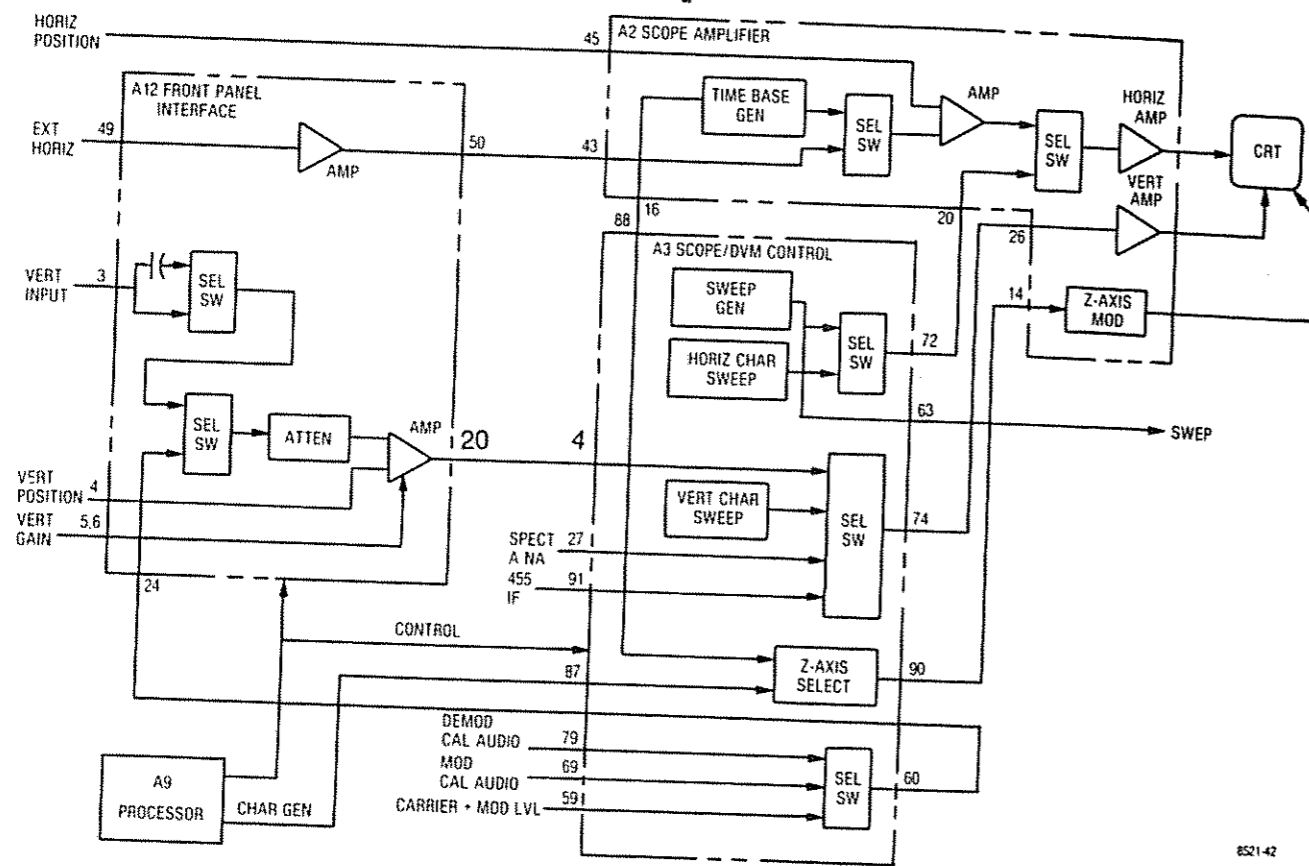 HORIZ
POSITION
45
A2 SCOPE AMPLIFIER
A12 FRONT PANEL
INTERFACE
TIME BASE
GEN
SEL
SW
AMP
SEL
SW
HORIZ
AMP
CRT
EXT
HORIZ
49
AMP
50
43
VERT
AMP
16
20
26
88
A3 SCOPE/DVM CONTROL
VERT
INPUT
3
SEL
SW
SWEEP
GEN
14
Z-AXIS
MOD
HORIZ CHAR
SWEEP
SEL
SW
72
63
SWEP
SEL
SW
ATTEN
AMP
20
4
VERT
POSITION
4
VERT
GAIN
5,6
VERT CHAR
SWEEP
SEL
SW
74
SPECT
A NA
27
455
IF
91
24
CONTROL
87
Z-AXIS
SELECT
90
DEMOD
CAL AUDIO
79
MOD
CAL AUDIO
69
CARRIER + MOD LVL
59
SEL
SW
60
A9
PROCESSOR
CHAR GEN
8521-42